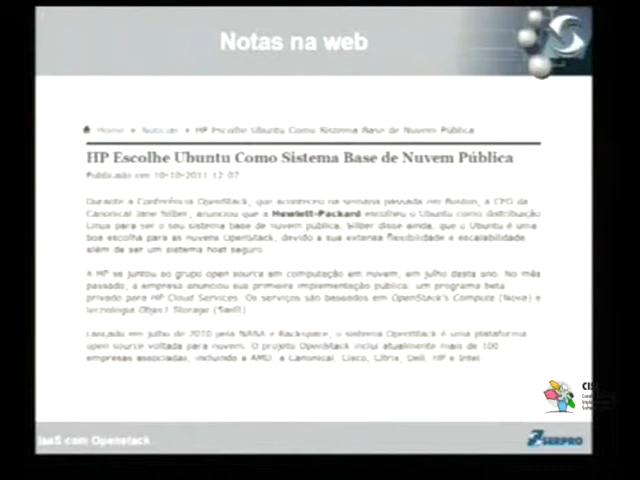 Notas na web
Home » Notícias » HP Escolhe Ubuntu Como Sistema Base de Nuvem Pública
HP Escolhe Ubuntu Como Sistema Base de Nuvem Pública
Publicado em 10-10-2011 12:07
Durante a Conferência OpenStack, que aconteceu na semana passada em Boston, a CEO da
Canonical Jane Silber, anunciou que a Hewlett-Packard escolheu o Ubuntu como distribuição
Linux para ser o seu sistema base de nuvem pública. Silber disse ainda, que o Ubuntu é uma
boa escolha para as nuvens OpenStack, devido a sua extensa flexibilidade e escalabilidade
além de ser um sistema host seguro.
A HP se juntou ao grupo open source em computação em nuvem, em julho deste ano. No mês
passado, a empresa anunciou sua primeira implementação pública: um programa beta
privado para HP Cloud Services. Os serviços são baseados em OpenStack's Compute (Nova) e
tecnologia Object Storage (Swift).
Lançado em julho de 2010 pela NASA e Rackspace, o sistema OpenStack é uma plataforma
open source voltada para nuvem. O projeto OpenStack inclui atualmente mais de 100
empresas associadas, incluindo a AMD, a Canonical, Cisco, Citrix, Dell, HP e Intel.
IaaS com Openstack
SERPRO